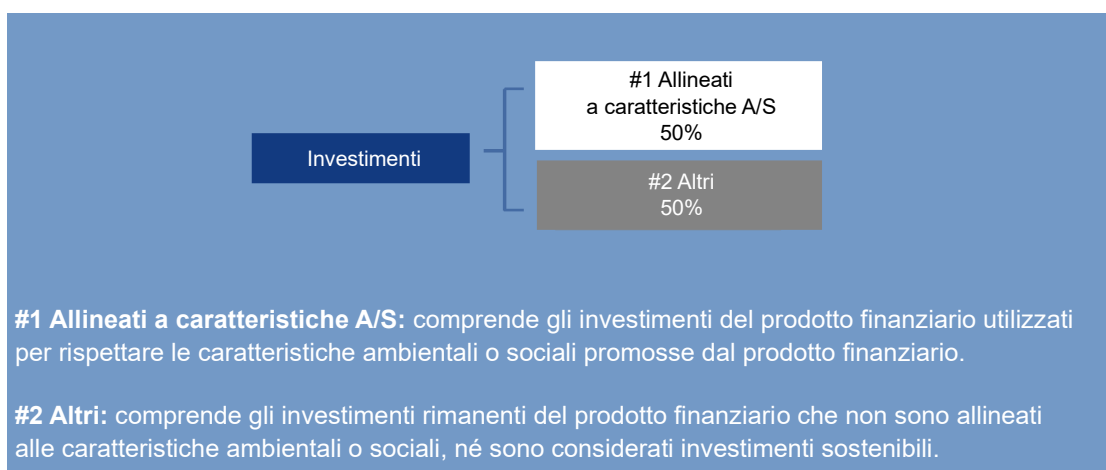 #1 Allineati
a caratteristiche A/S
50%
Investimenti
#2 Altri
50%
#1 Allineati a caratteristiche A/S: comprende gli investimenti del prodotto finanziario utilizzati
per rispettare le caratteristiche ambientali o sociali promosse dal prodotto finanziario.
#2 Altri: comprende gli investimenti rimanenti del prodotto finanziario che non sono allineati
alle caratteristiche ambientali o sociali, né sono considerati investimenti sostenibili.